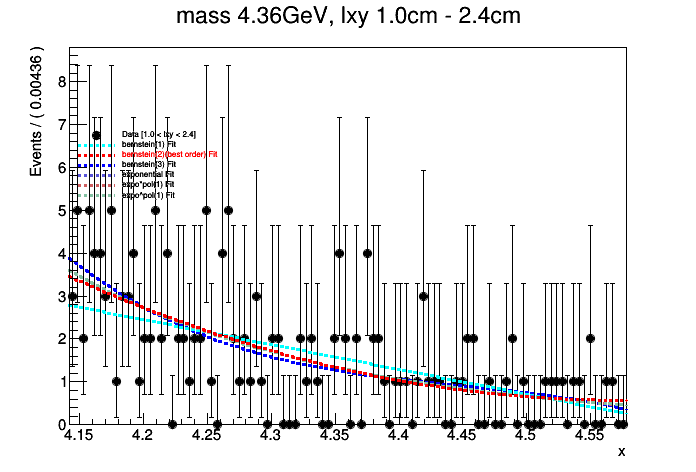 mass 4.36GeV, lxy 1.0cm - 2.4cm
Events / ( 0.00436 )
8
7
6
5
4
3
2
1
0
Data [1.0 < lxy < 2.4]
bernstein(1) Fit
bernstein(2)(best order) Fit
bernstein(3) Fit
exponential Fit
expo*pol(1) Fit
expo^pol(1) Fit
4.15 4.2 4.25 4.3 4.35 4.4 4.45 4.5 4.55
x